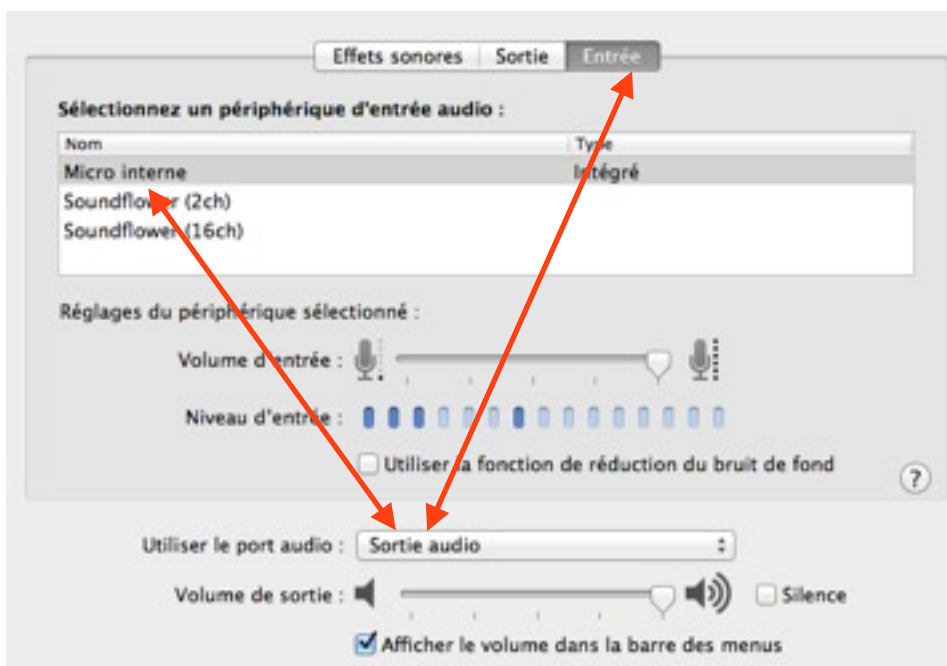 Effets sonores Sortie Entrée
Sélectionnez un périphérique d'entrée audio :
Nom Type
Micro interne Intégré
Soundflower (2ch)
Soundflower (16ch)
Réglages du périphérique sélectionné :
Volume d'entrée :
Niveau d'entrée :
Utiliser la fonction de réduction du bruit de fond
?
Utiliser le port audio : Sortie audio
Volume de sortie : Silence
Afficher le volume dans la barre des menus